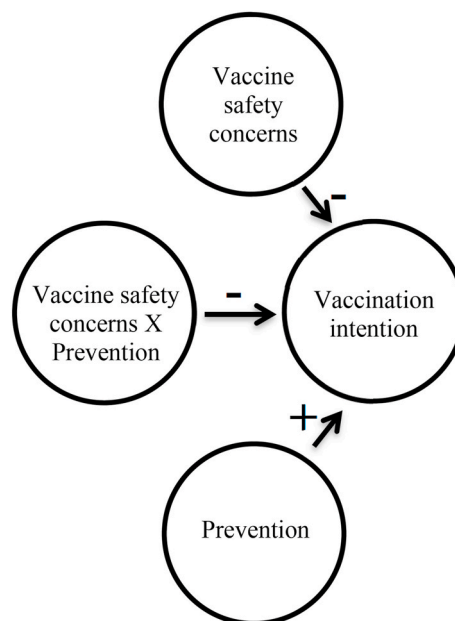 Vaccine
safety
concerns
-
Vaccine safety
concerns X
Prevention
-
Vaccination
intention
+
Prevention